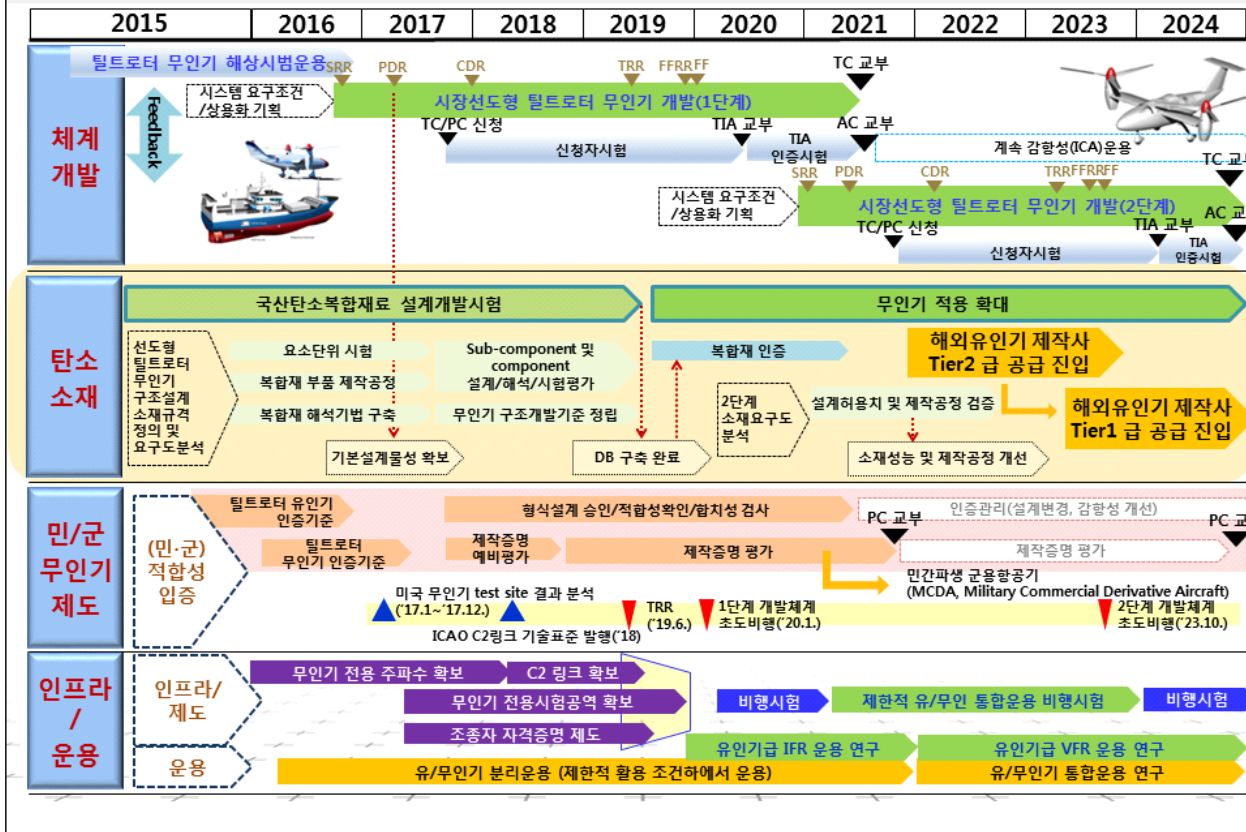 2015
2016
2017
2018
2019
2020
2021
2022
2023
2024
체계
개발
틸트로터 무인기 해상시범운용
Feedback
시스템 요구조건
/상용화 기획
SRR
PDR
CDR
TRR
FFRR
FF
TC 교부
시장선도형 틸트로터 무인기 개발(1단계)
TC/PC 신청
TIA 교부
AC 교부
신청자시험
TIA
인증시험
계속 감항성(ICA)운용
시스템 요구조건
/상용화 기획
SRR
PDR
CDR
TRR
FFRR
FF
TC 교
시장선도형 틸트로터 무인기 개발(2단계)
TC/PC 신청
TIA 교부
AC 교
신청자시험
TIA
인증시험
탄소
소재
국산탄소복합재료 설계개발시험
무인기 적용 확대
선도형
틸트로터
무인기
구조설계
소재규격
정의 및
요구도분석
요소단위 시험
복합재 부품 제작공정
복합재 해석기법 구축
Sub-component 및
component
설계/해석/시험평가
무인기 구조개발기준 정립
기본설계물성 확보
DB 구축 완료
복합재 인증
2단계
소재요구도
분석
설계허용치 및 제작공정 검증
소재성능 및 제작공정 개선
해외유인기 제작사
Tier2 급 공급 진입
해외유인기 제작사
Tier1 급 공급 진입
민/군
무인기
제도
(민·군)
적합성
입증
틸트로터 유인기
인증기준
틸트로터
무인기 인증기준
형식설계 승인/적합성확인/합치성 검사
제작증명
예비평가
제작증명 평가
PC 교부
인증관리(설계변경, 감항성 개선)
PC 교
제작증명 평가
민간파생 군용항공기
(MCDA, Military Commercial Derivative Aircraft)
미국 무인기 test site 결과 분석
('17.1~'17.12.)
ICAO C2링크 기술표준 발행('18)
TRR
('19.6.)
1단계 개발체계
초도비행('20.1.)
2단계 개발체계
초도비행('23.10.)
인프라
/
운용
인프라/
제도
무인기 전용 주파수 확보
C2 링크 확보
무인기 전용시험공역 확보
조종자 자격증명 제도
비행시험
제한적 유/무인 통합운용 비행시험
비행시험
유인기급 IFR 운용 연구
유인기급 VFR 운용 연구
운용
유/무인기 분리운용 (제한적 활용 조건하에서 운용)
유/무인기 통합운용 연구